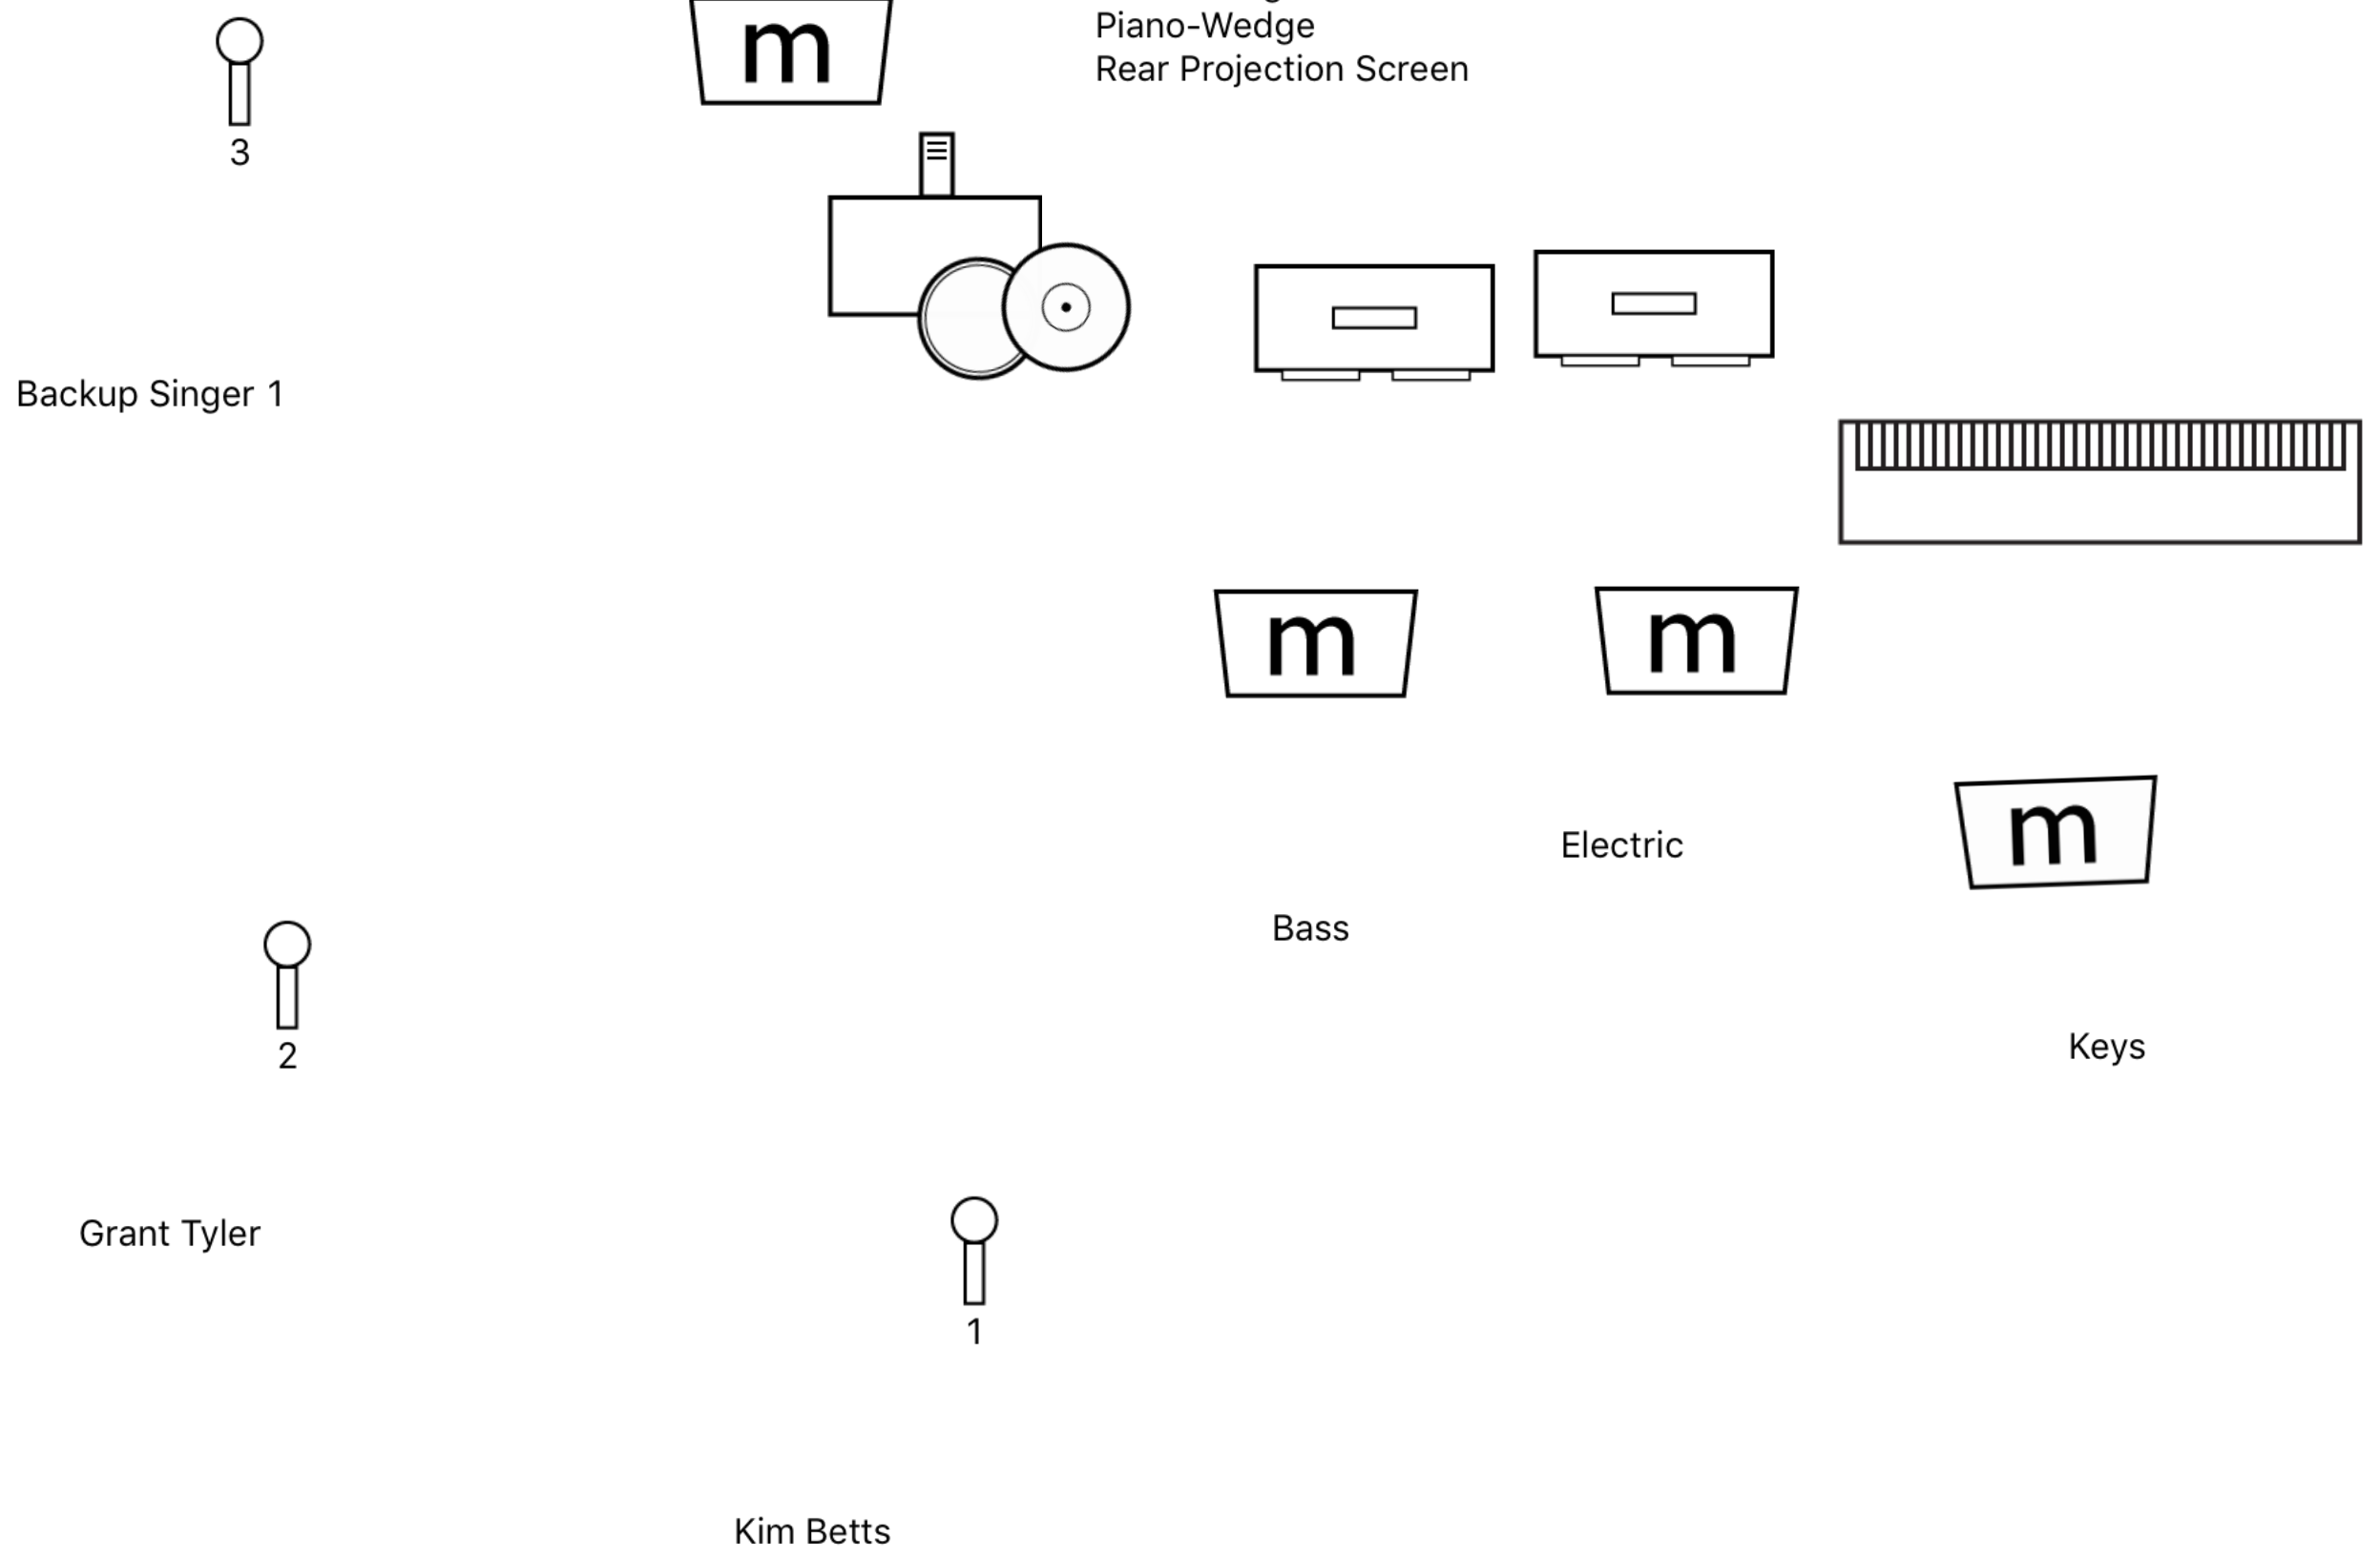 m
Piano-Wedge
Rear Projection Screen
3
Backup Singer 1
m
m
m
Electric
Bass
2
Keys
Grant Tyler
1
Kim Betts